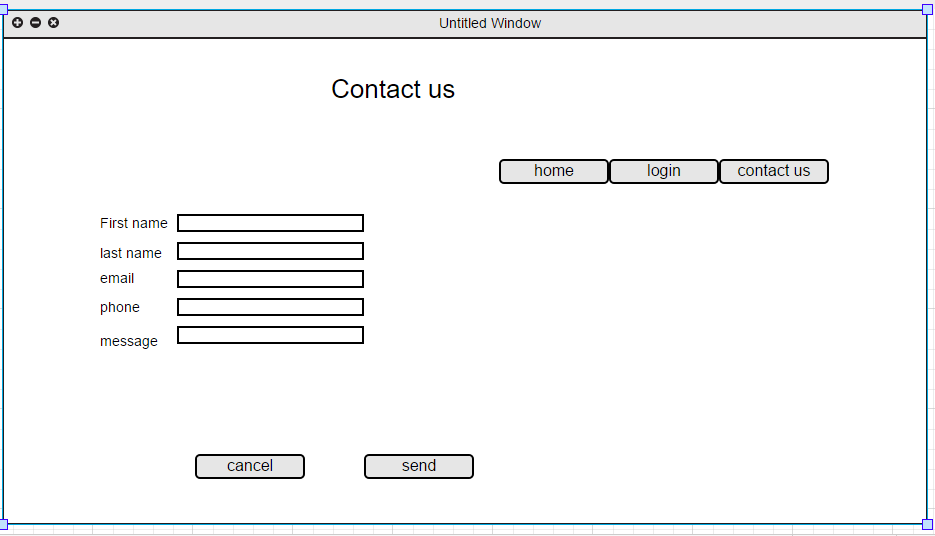 Untitled Window
Contact us
home login contact us
First name
last name
email
phone
message
cancel send